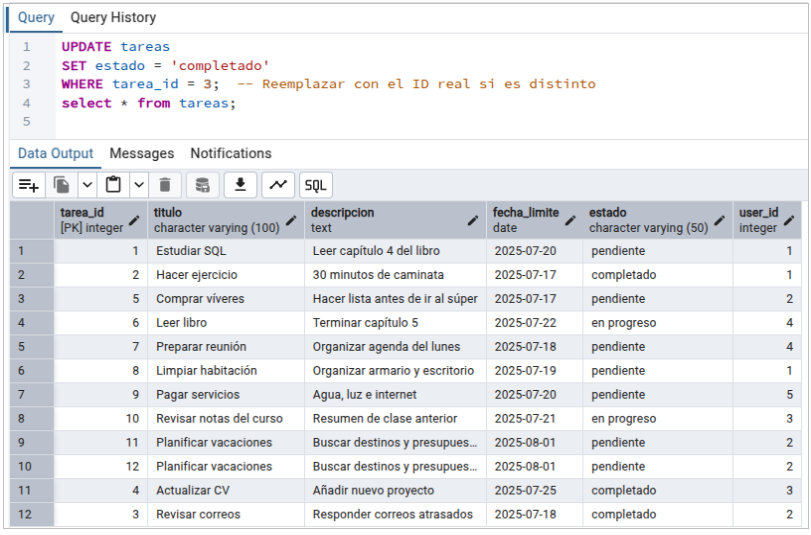 Query Query History
1 UPDATE tareas
2 SET estado = 'completado'
3 WHERE tarea_id = 3; -- Reemplazar con el ID real si es distinto
4 select * from tareas;
5
Data Output Messages Notifications
SQL
tarea_id titulo descripcion fecha_limite estado user_id
[PK] integer character varying (100) text date character varying (50) integer
1 1 Estudiar SQL Leer capítulo 4 del libro 2025-07-20 pendiente 1
2 2 Hacer ejercicio 30 minutos de caminata 2025-07-17 completado 1
3 5 Comprar víveres Hacer lista antes de ir al súper 2025-07-17 pendiente 2
4 6 Leer libro Terminar capítulo 5 2025-07-22 en progreso 4
5 7 Preparar reunión Organizar agenda del lunes 2025-07-18 pendiente 4
6 8 Limpiar habitación Organizar armario y escritorio 2025-07-19 pendiente 1
7 9 Pagar servicios Agua, luz e internet 2025-07-20 pendiente 5
8 10 Revisar notas del curso Resumen de clase anterior 2025-07-21 en progreso 3
9 11 Planificar vacaciones Buscar destinos y presupues... 2025-08-01 pendiente 2
10 12 Planificar vacaciones Buscar destinos y presupues... 2025-08-01 pendiente 2
11 4 Actualizar CV Añadir nuevo proyecto 2025-07-25 completado 3
12 3 Revisar correos Responder correos atrasados 2025-07-18 completado 2